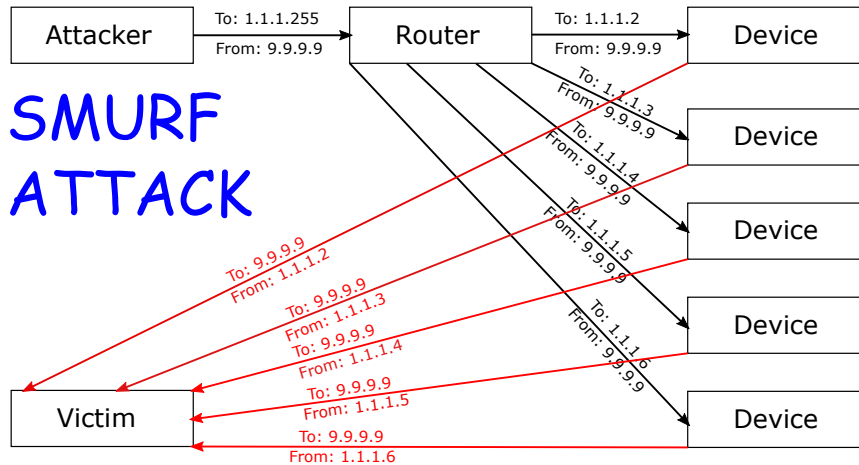 Attacker
To: 1.1.1.255
From: 9.9.9.9
Router
To: 1.1.1.2
From: 9.9.9.9
Device
SMURF
ATTACK
To: 1.1.1.3
From: 9.9.9.9
Device
To: 1.1.1.4
From: 9.9.9.9
Device
To: 1.1.1.5
From: 9.9.9.9
Device
To: 1.1.1.6
From: 9.9.9.9
Device
To: 9.9.9.9
From: 1.1.1.2
To: 9.9.9.9
From: 1.1.1.3
To: 9.9.9.9
From: 1.1.1.4
To: 9.9.9.9
From: 1.1.1.5
To: 9.9.9.9
From: 1.1.1.6
Victim